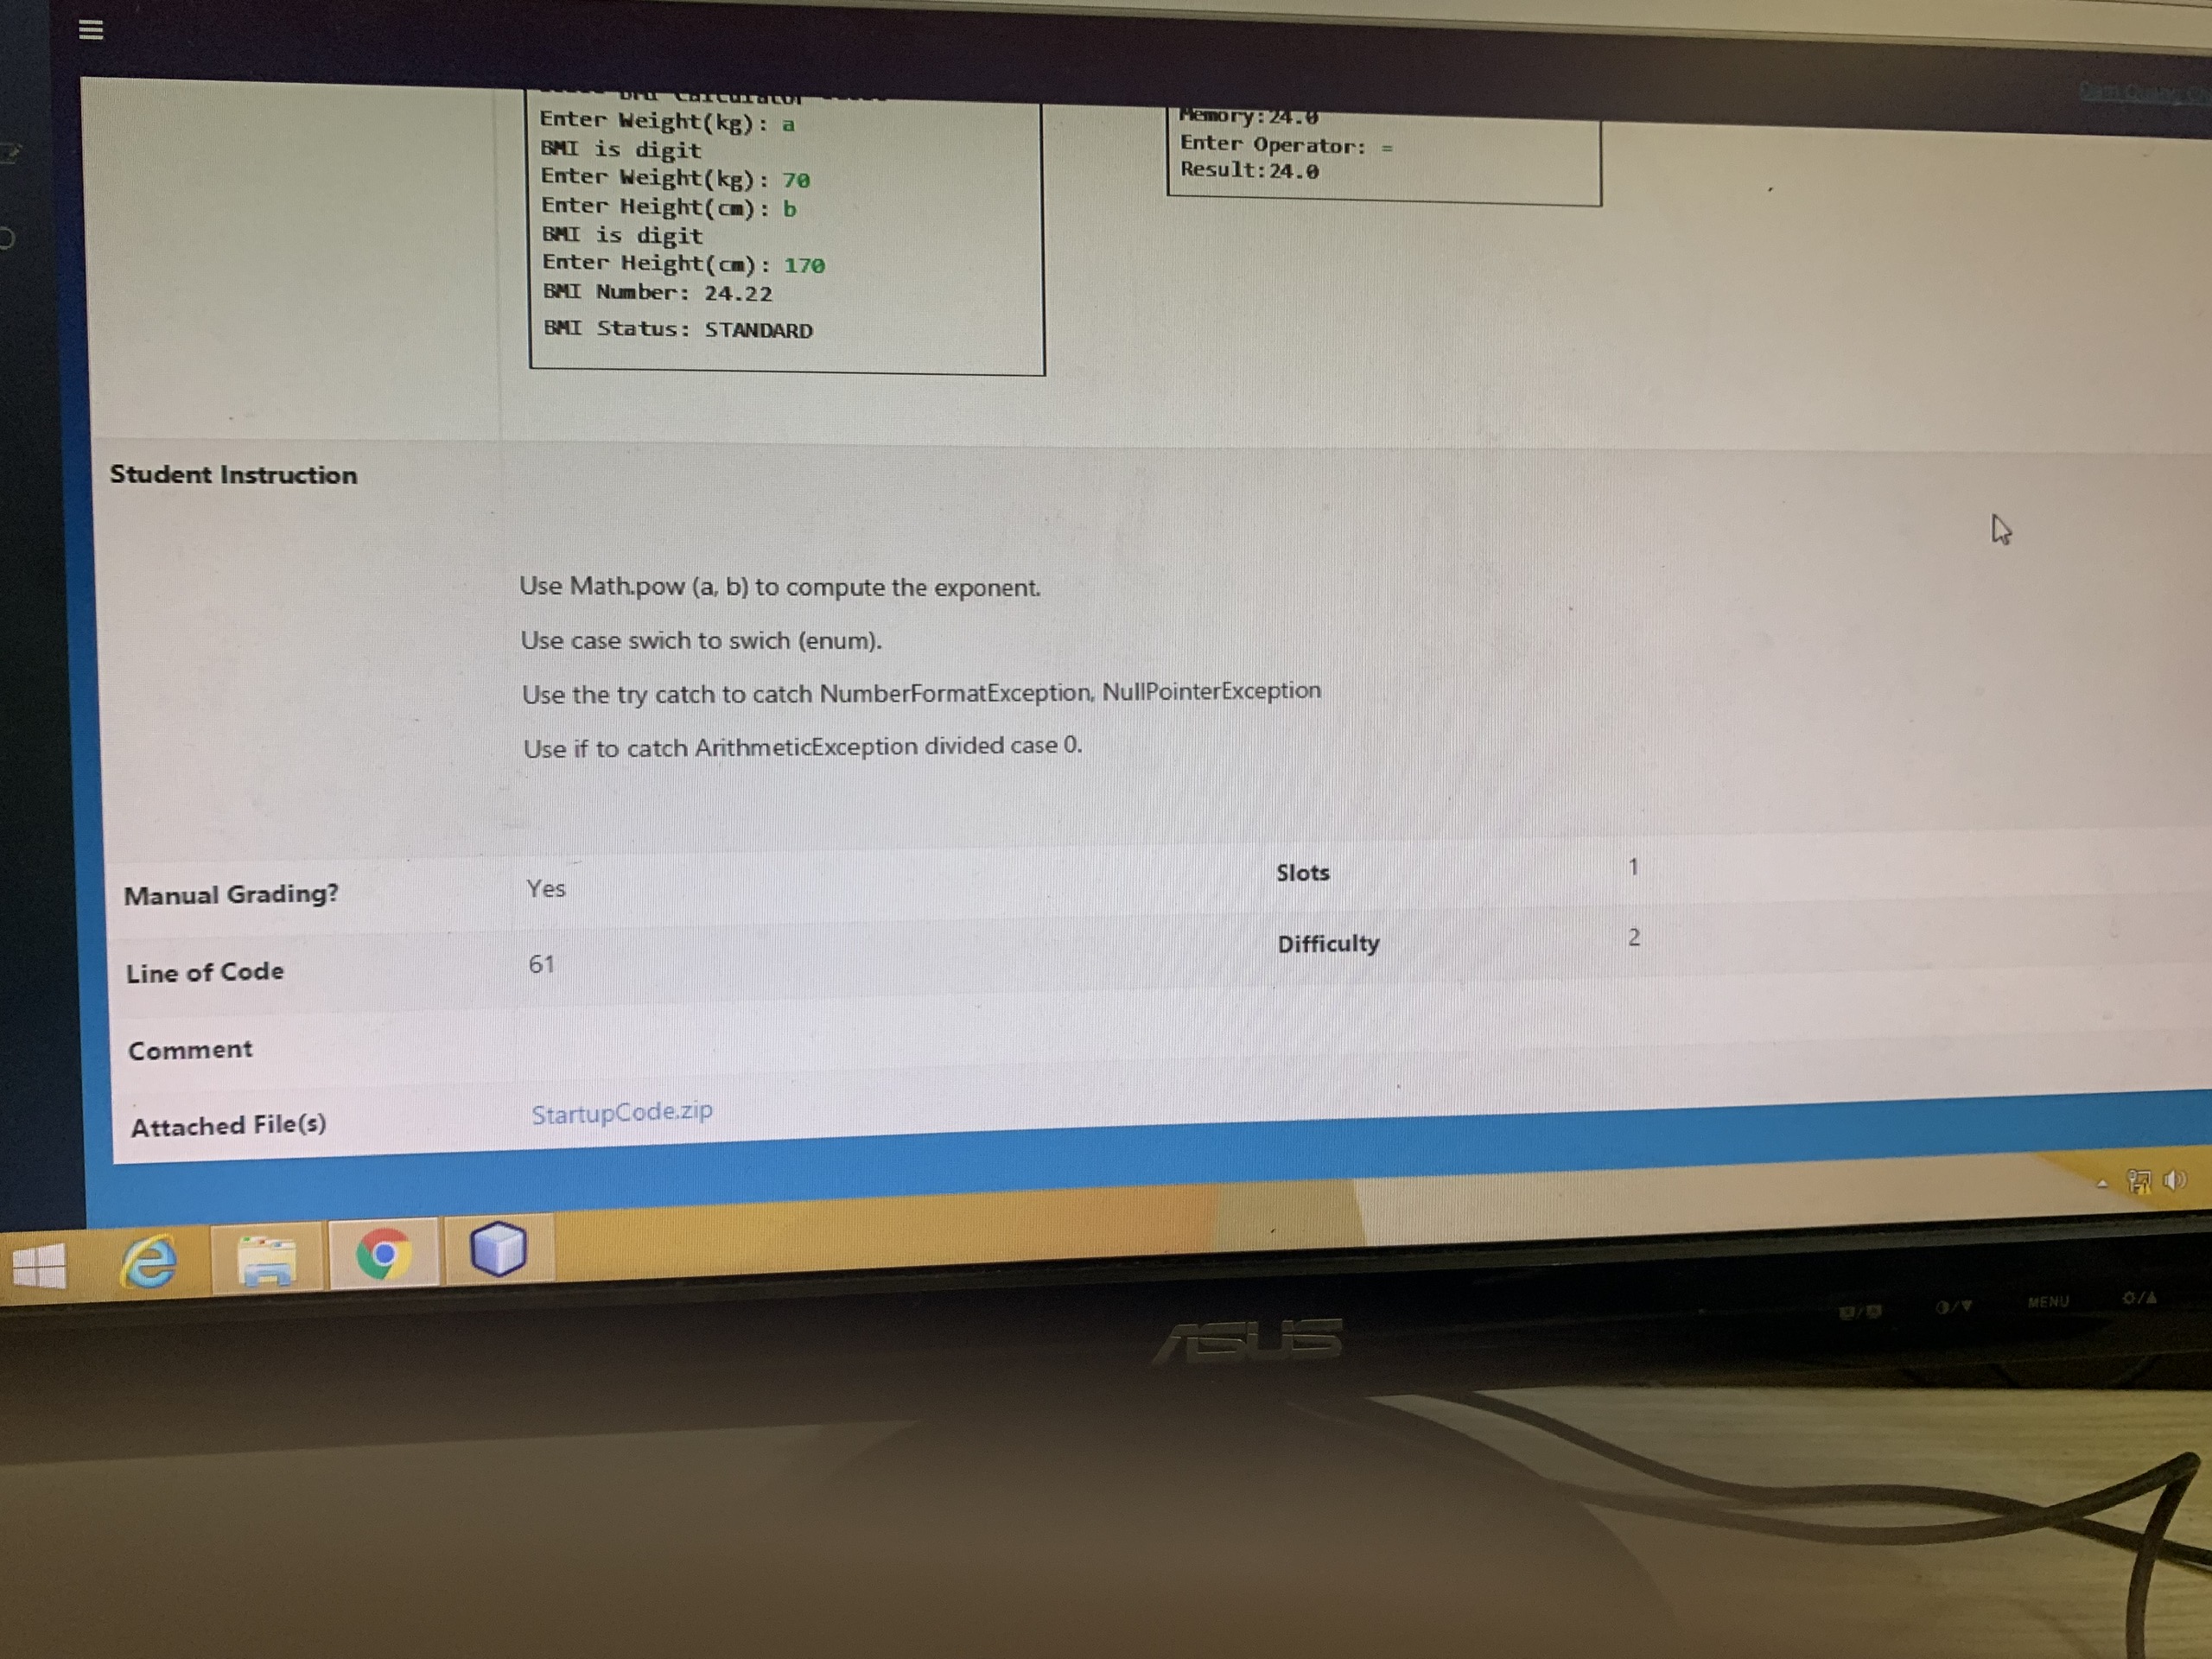 BMI Calculator
Enter Weight(kg): a
BMI is digit
Enter Weight(kg): 70
Enter Height(cm): b
BMI is digit
Enter Height(cm): 170
BMI Number: 24.22
BMI Status: STANDARD
Memory:24.0
Enter Operator: =
Result:24.0
Student Instruction
Use Math.pow (a, b) to compute the exponent.
Use case swich to swich (enum).
Use the try catch to catch NumberFormatException, NullPointerException
Use if to catch ArithmeticException divided case 0.
Manual Grading? Yes Slots 1
Line of Code 61 Difficulty 2
Comment
Attached File(s) StartupCode.zip
ASUS
MENU